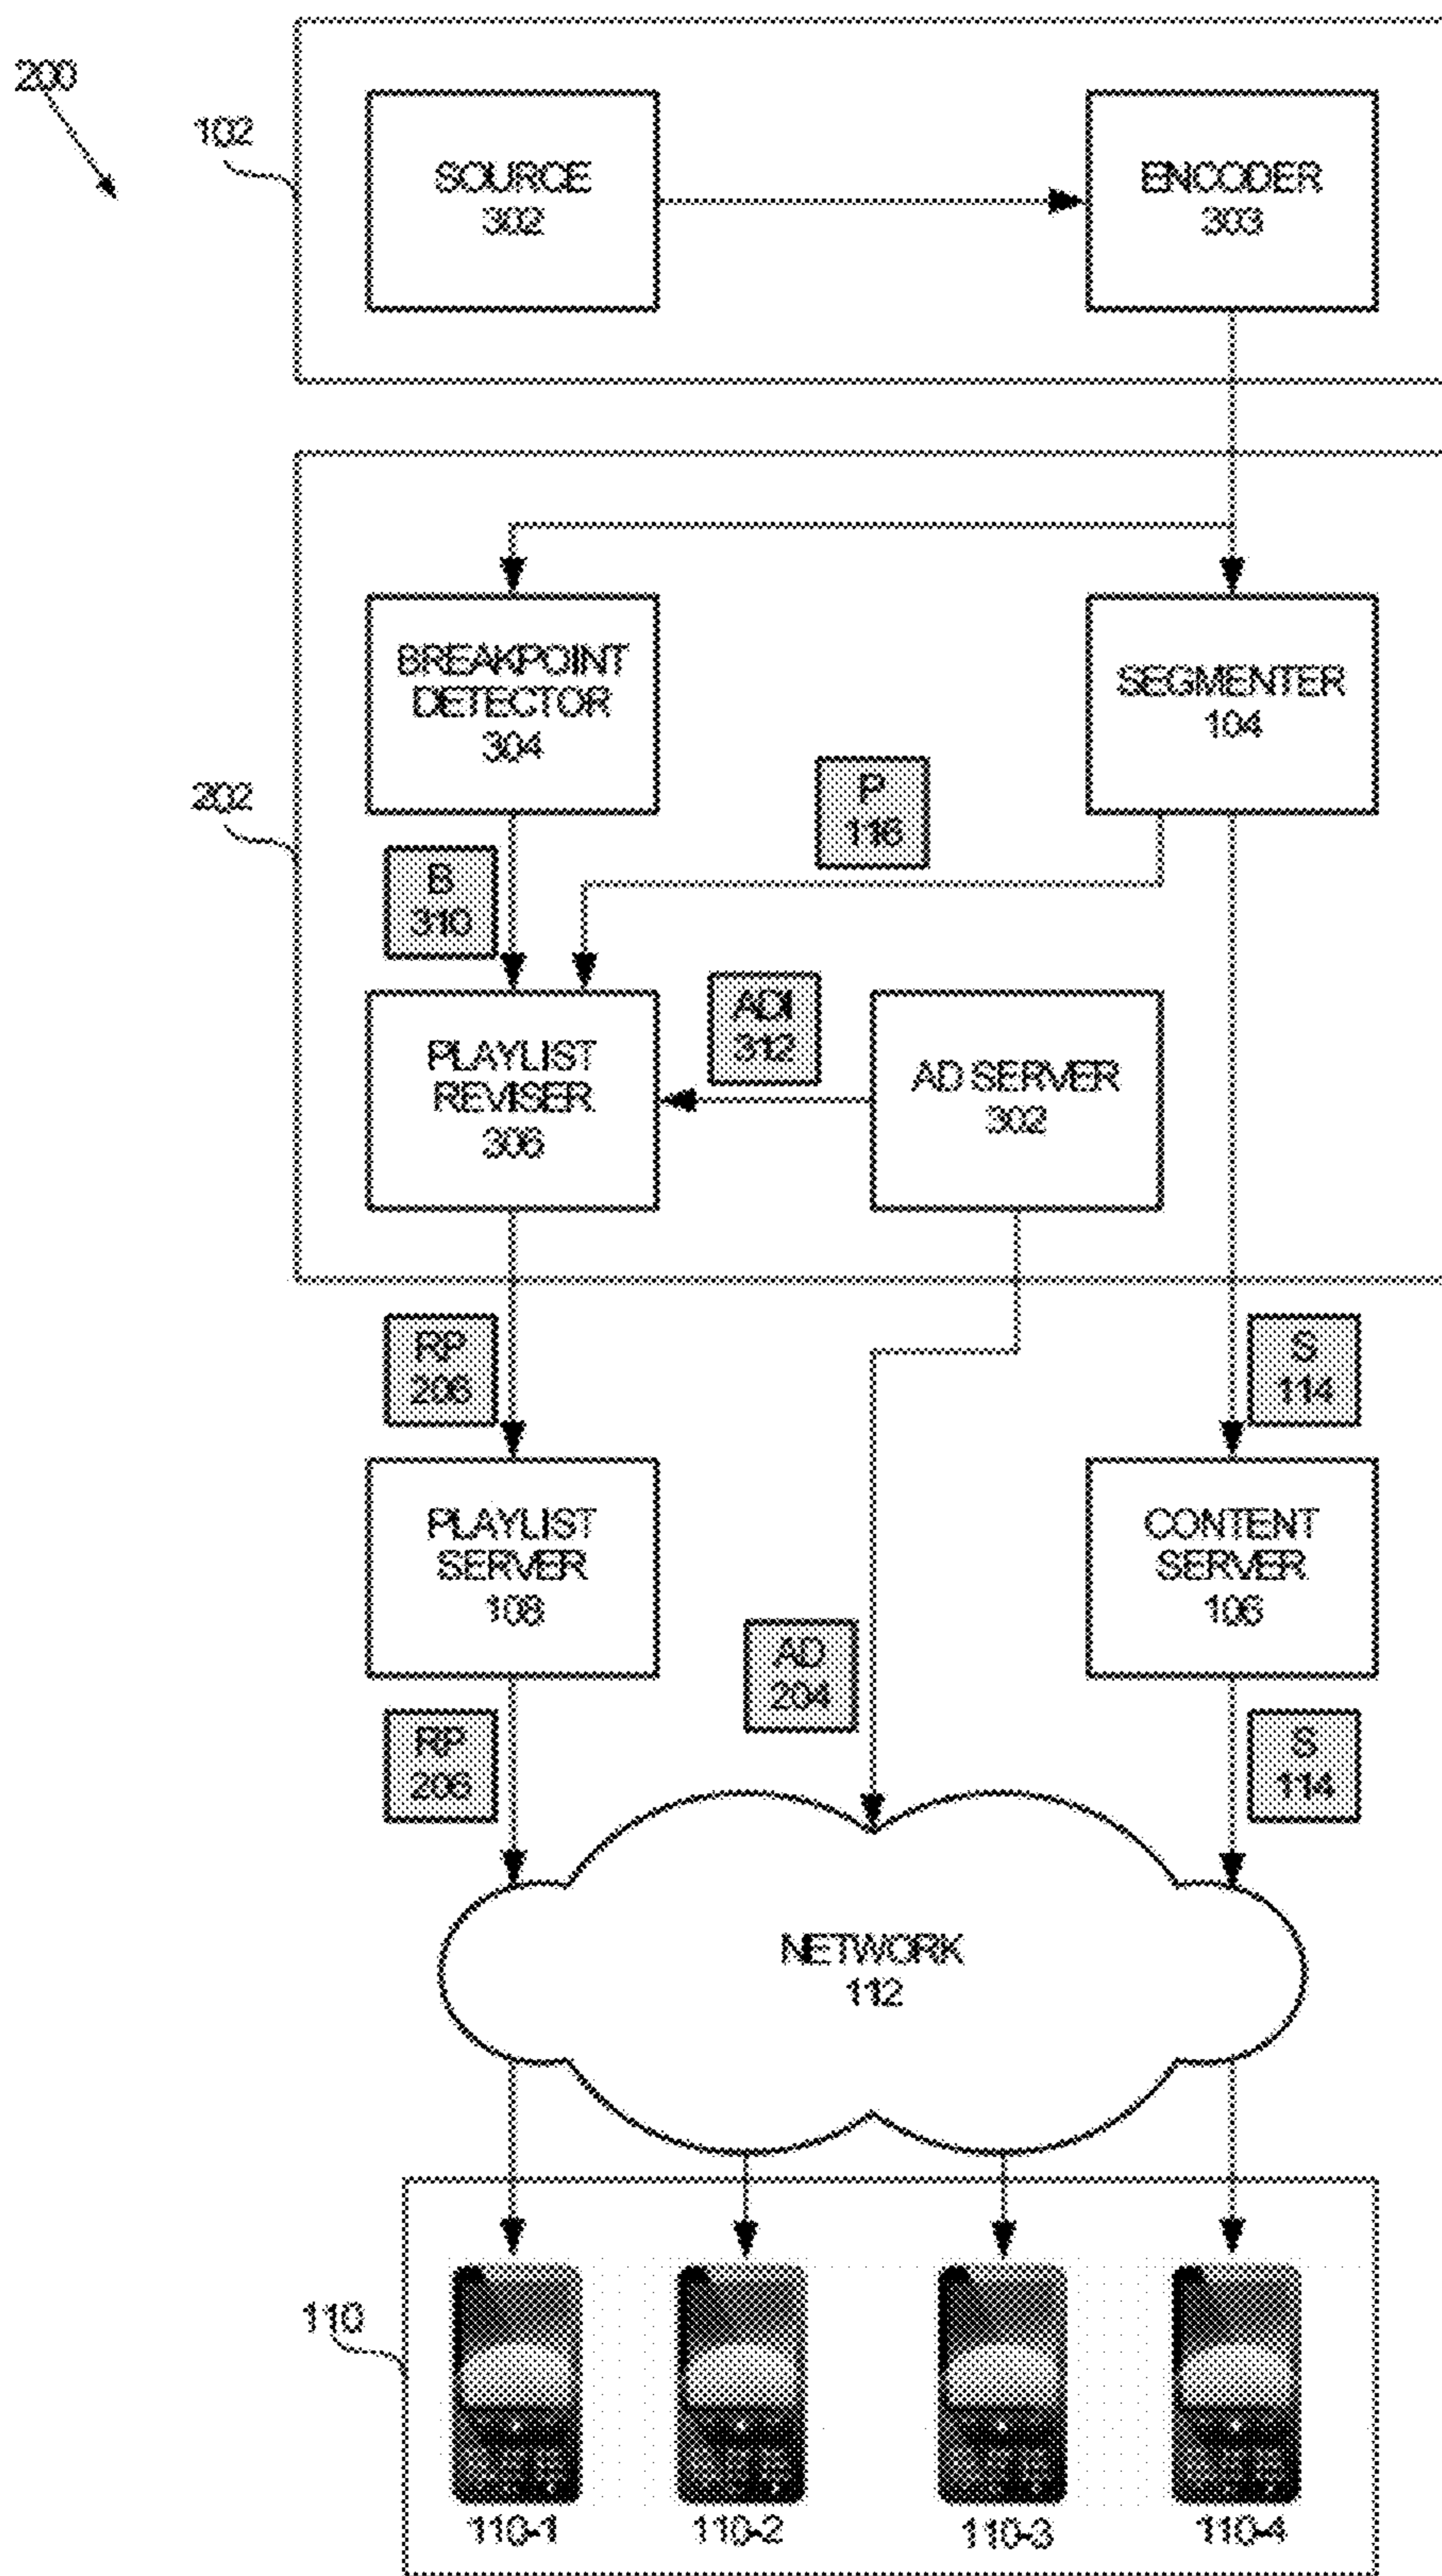 200
102
SOURCE
302
ENCODER
303
202
BREAKPOINT
DETECTOR
304
SEGMENTER
104
P
116
B
310
PLAYLIST
REVISER
306
ADI
312
AD SERVER
302
RP
206
S
114
PLAYLIST
SERVER
108
CONTENT
SERVER
106
AD
204
RP
206
S
114
NETWORK
112
110
110-1
110-2
110-3
110-4